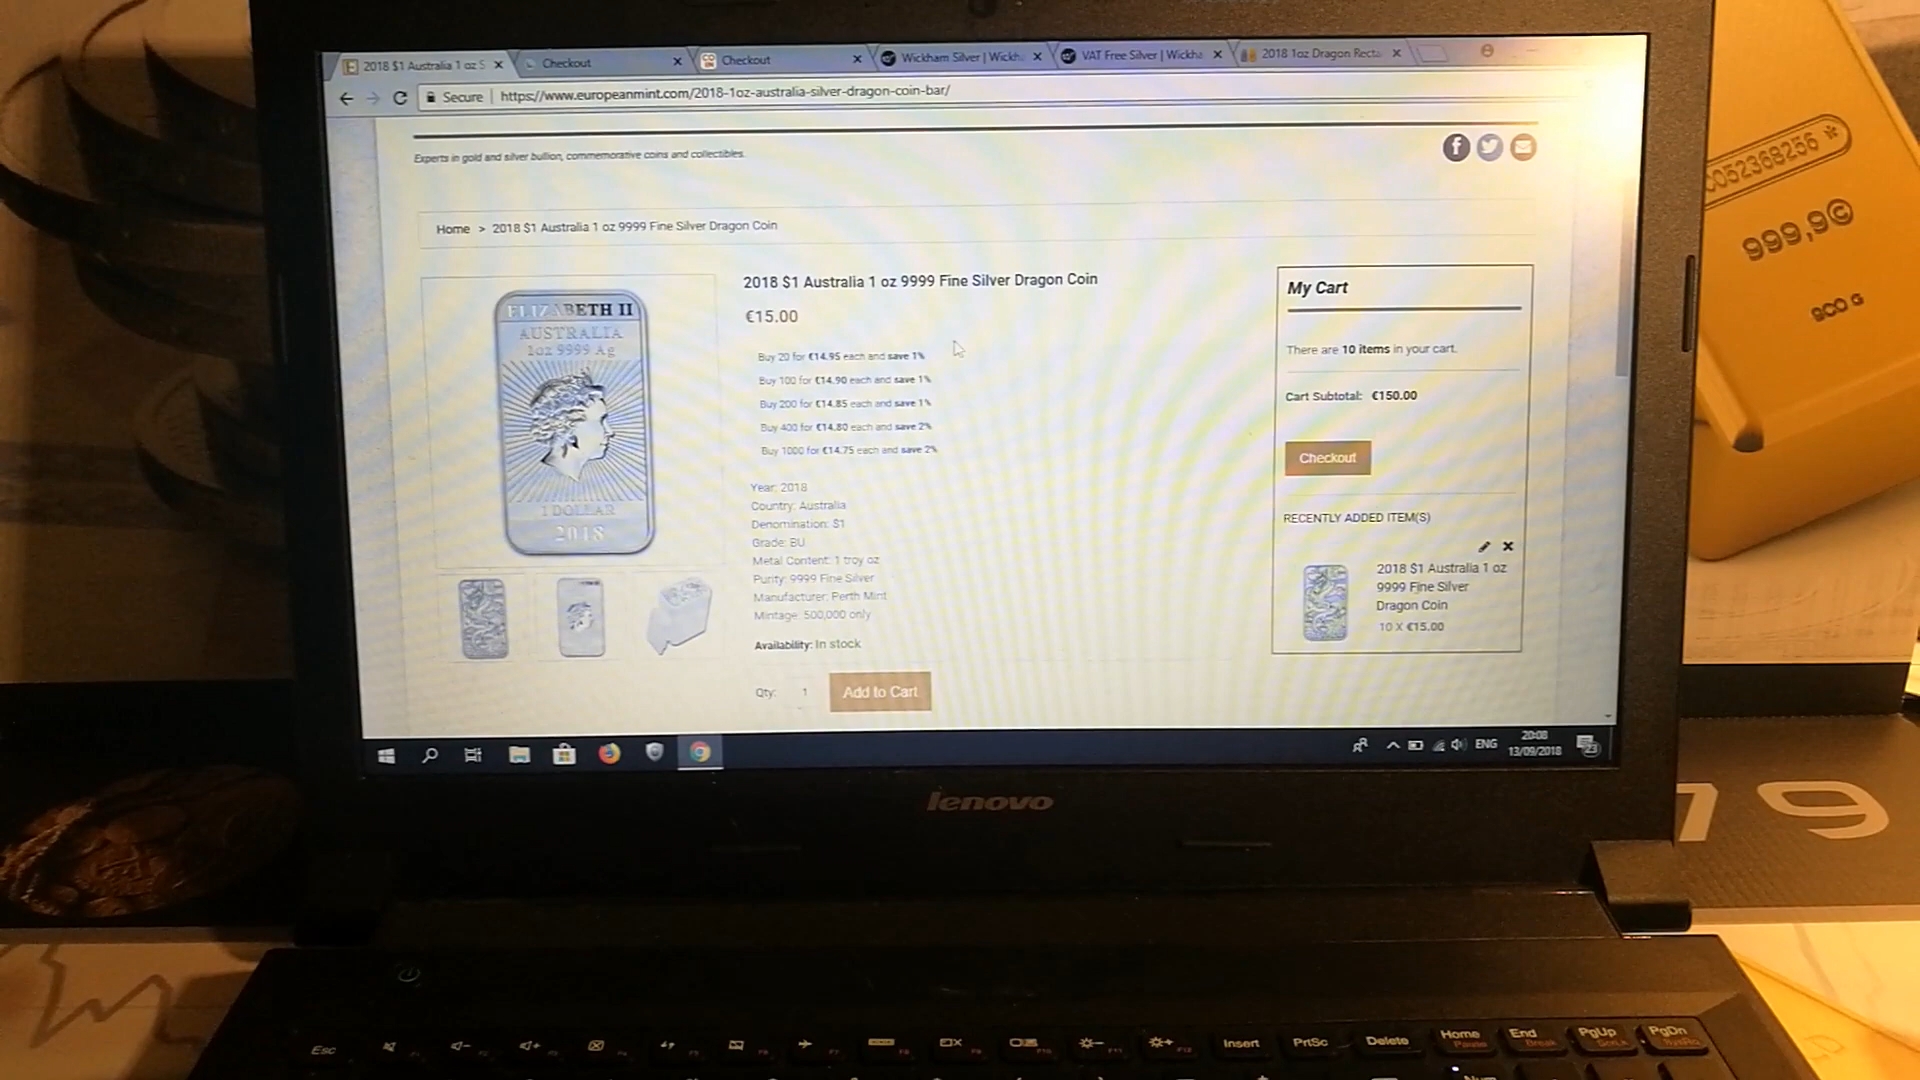 2018 $1 Australia 1 oz S
Checkout
Checkout
Wickham Silver | Wickh
VAT Free Silver | Wickha
2018 1oz Dragon Recta
Secure | https://www.europeanmint.com/2018-1oz-australia-silver-dragon-coin-bar/
Experts in gold and silver bullion, commemorative coins and collectibles.
Home > 2018 $1 Australia 1 oz 9999 Fine Silver Dragon Coin
ELIZABETH II
AUSTRALIA
1oz 9999 Ag
1 DOLLAR
2018
2018 $1 Australia 1 oz 9999 Fine Silver Dragon Coin
€15.00
Buy 20 for €14.95 each and save 1%
Buy 100 for €14.90 each and save 1%
Buy 200 for €14.85 each and save 1%
Buy 400 for €14.80 each and save 2%
Buy 1000 for €14.75 each and save 2%
Year: 2018
Country: Australia
Denomination: $1
Grade: BU
Metal Content: 1 troy oz
Purity: 9999 Fine Silver
Manufacturer: Perth Mint
Mintage: 500,000 only
Availability: In stock
Qty: 1 Add to Cart
My Cart
There are 10 items in your cart.
Cart Subtotal: €150.00
Checkout
RECENTLY ADDED ITEM(S)
2018 $1 Australia 1 oz
9999 Fine Silver
Dragon Coin
10 X €15.00
ENG
20:08
13/09/2018
23
lenovo
052368256
999,9
900 G
19
Esc
Insert
PrtSc
Delete
Home
Pause
End
Break
PgUp
ScrLk
PgDn
SysRq